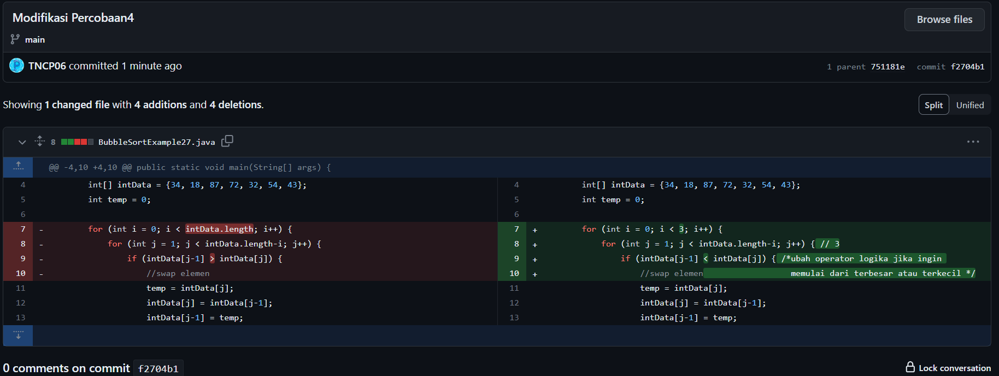 Modifikasi Percobaan4
Browse files
main
TNCP06 committed 1 minute ago
1 parent 751181e commit f2704b1
Showing 1 changed file with 4 additions and 4 deletions.
Split Unified
8 BubbleSortExample27.java
@@ -4,10 +4,10 @@ public static void main(String[] args) {
4 int[] intData = {34, 18, 87, 72, 32, 54, 43};
5 int temp = 0;
6
7 - for (int i = 0; i < intData.length; i++) {
8 - for (int j = 1; j < intData.length-i; j++) {
9 - if (intData[j-1] > intData[j]) {
10 - //swap elemen
11 temp = intData[j];
12 intData[j] = intData[j-1];
13 intData[j-1] = temp;
4 int[] intData = {34, 18, 87, 72, 32, 54, 43};
5 int temp = 0;
6
7 + for (int i = 0; i < 3; i++) {
8 + for (int j = 1; j < intData.length-i; j++) { // 3
9 + if (intData[j-1] < intData[j]) { /*ubah operator logika jika ingin
10 + //swap elemen memulai dari terbesar atau terkecil */
11 temp = intData[j];
12 intData[j] = intData[j-1];
13 intData[j-1] = temp;
0 comments on commit f2704b1
Lock conversation